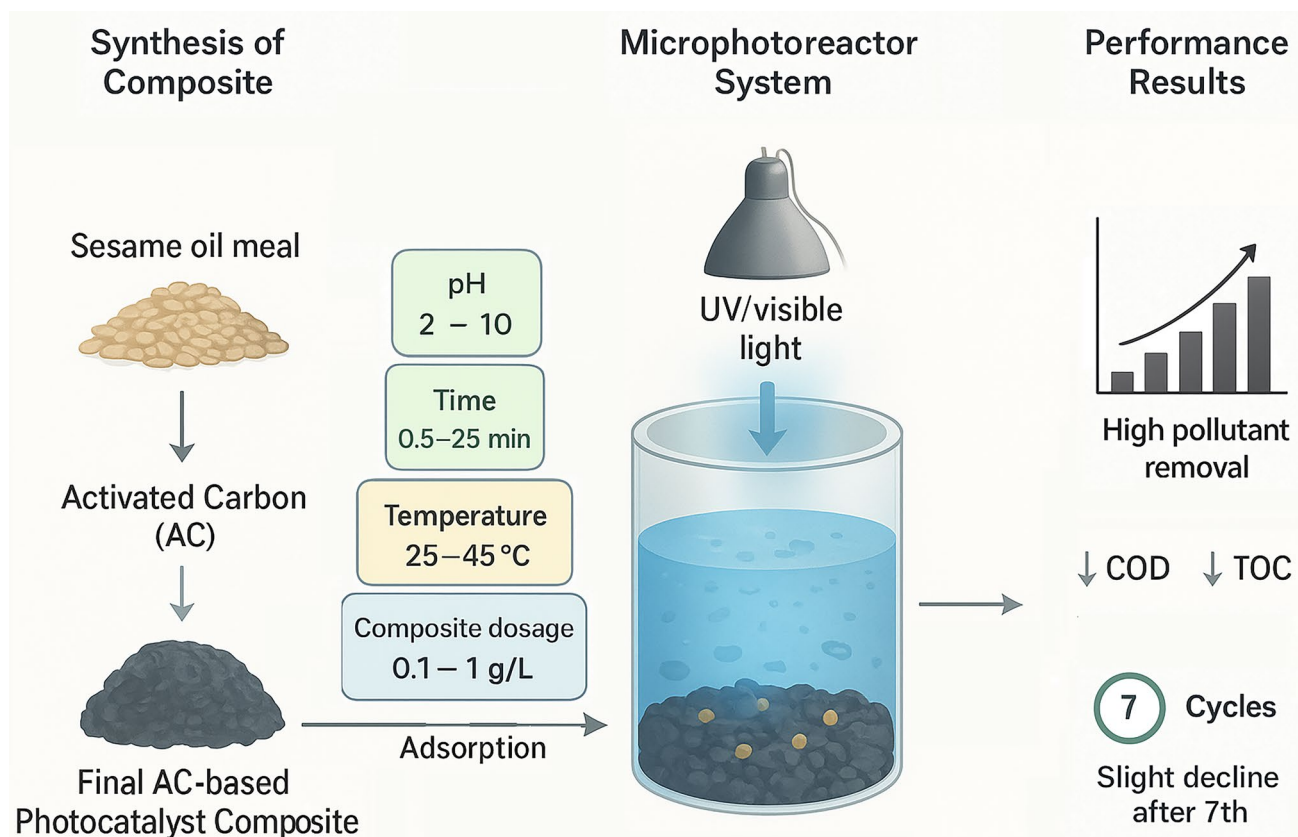 Synthesis of
Composite
Microphotoreactor
System
Performance
Results
Sesame oil meal
Activated Carbon
(AC)
Final AC-based
Photocatalyst Composite
pH
2 – 10
Time
0.5–25 min
Temperature
25–45 °C
Composite dosage
0.1 – 1 g/L
Adsorption
UV/visible
light
High pollutant
removal
↓ COD ↓ TOC
7 Cycles
Slight decline
after 7th